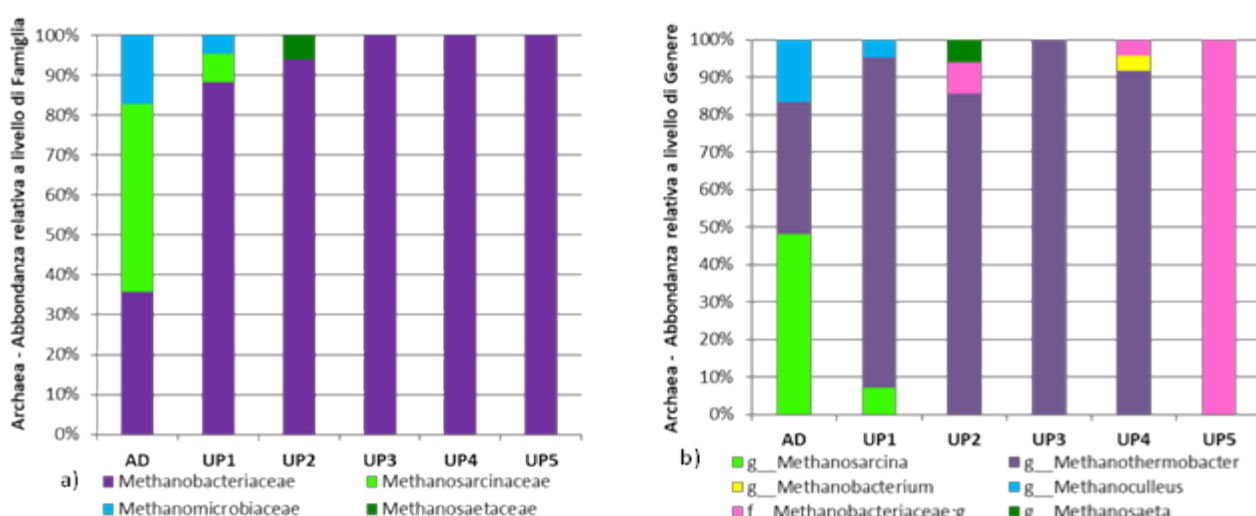 Archaea - Abbondanza relativa a livello di Famiglia
100%
90%
80%
70%
60%
50%
40%
30%
20%
10%
0%
AD UP1 UP2 UP3 UP4 UP5
a)
Methanobacteriaceae Methanosarcinaceae
Methanomicrobiaceae Methanosaetaceae
Archaea - Abbondanza relativa a livello di Genere
100%
90%
80%
70%
60%
50%
40%
30%
20%
10%
0%
AD UP1 UP2 UP3 UP4 UP5
b)
g__Methanosarcina g__Methanothermobacter
g__Methanobacterium g__Methanoculleus
f__Methanobacteriaceae;g g__Methanosaeta